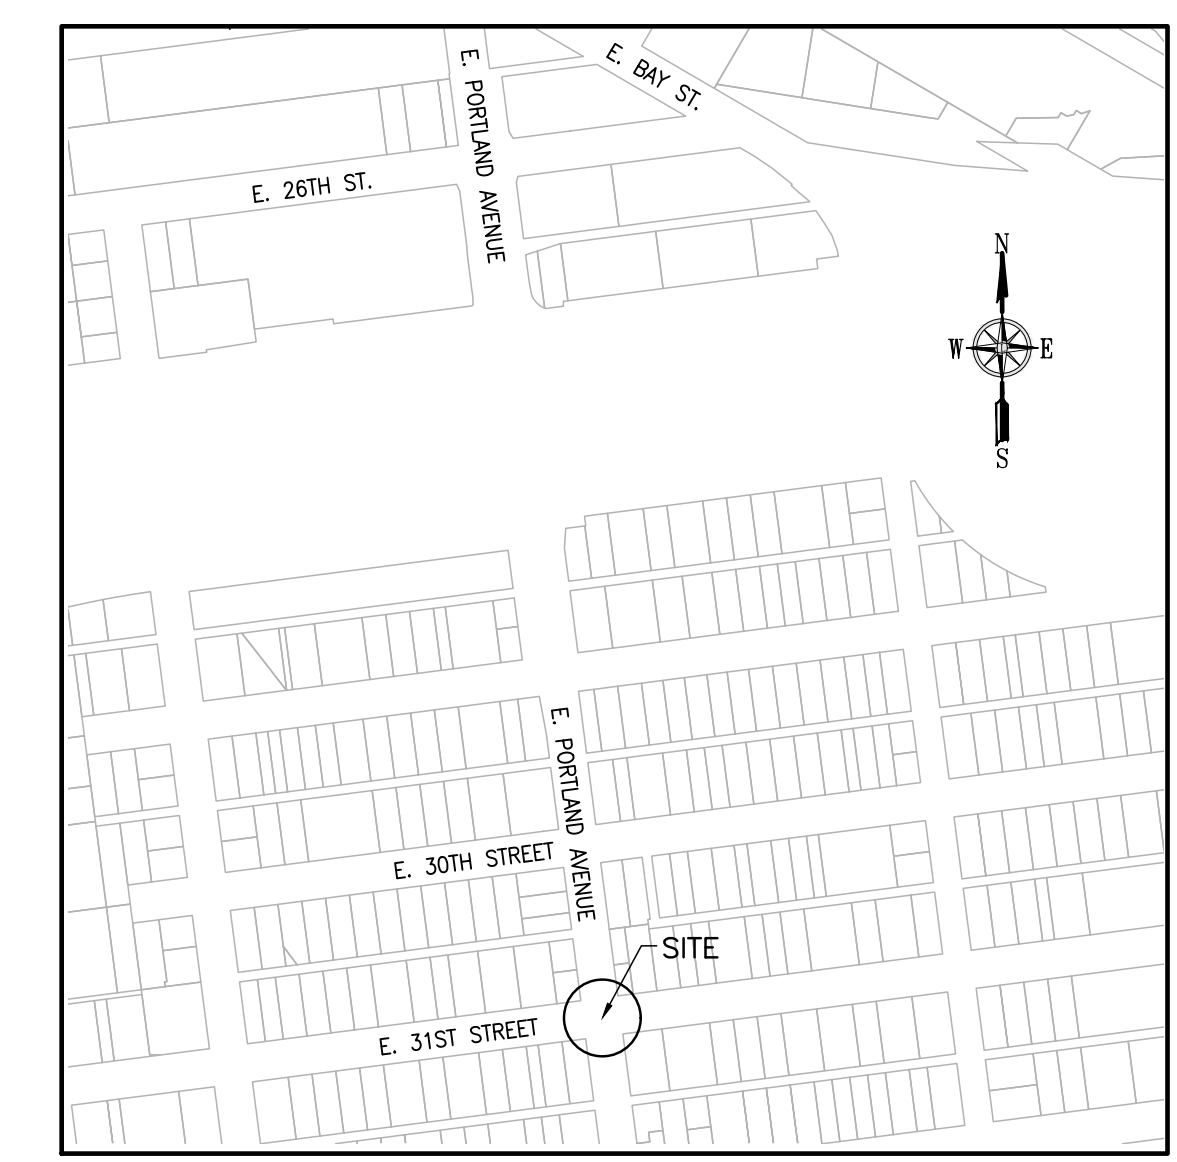 E. BAY ST.
E. PORTLAND AVENUE
E. 26TH ST.
N
W
E
S
E. PORTLAND AVENUE
E. 30TH STREET
SITE
E. 31ST STREET